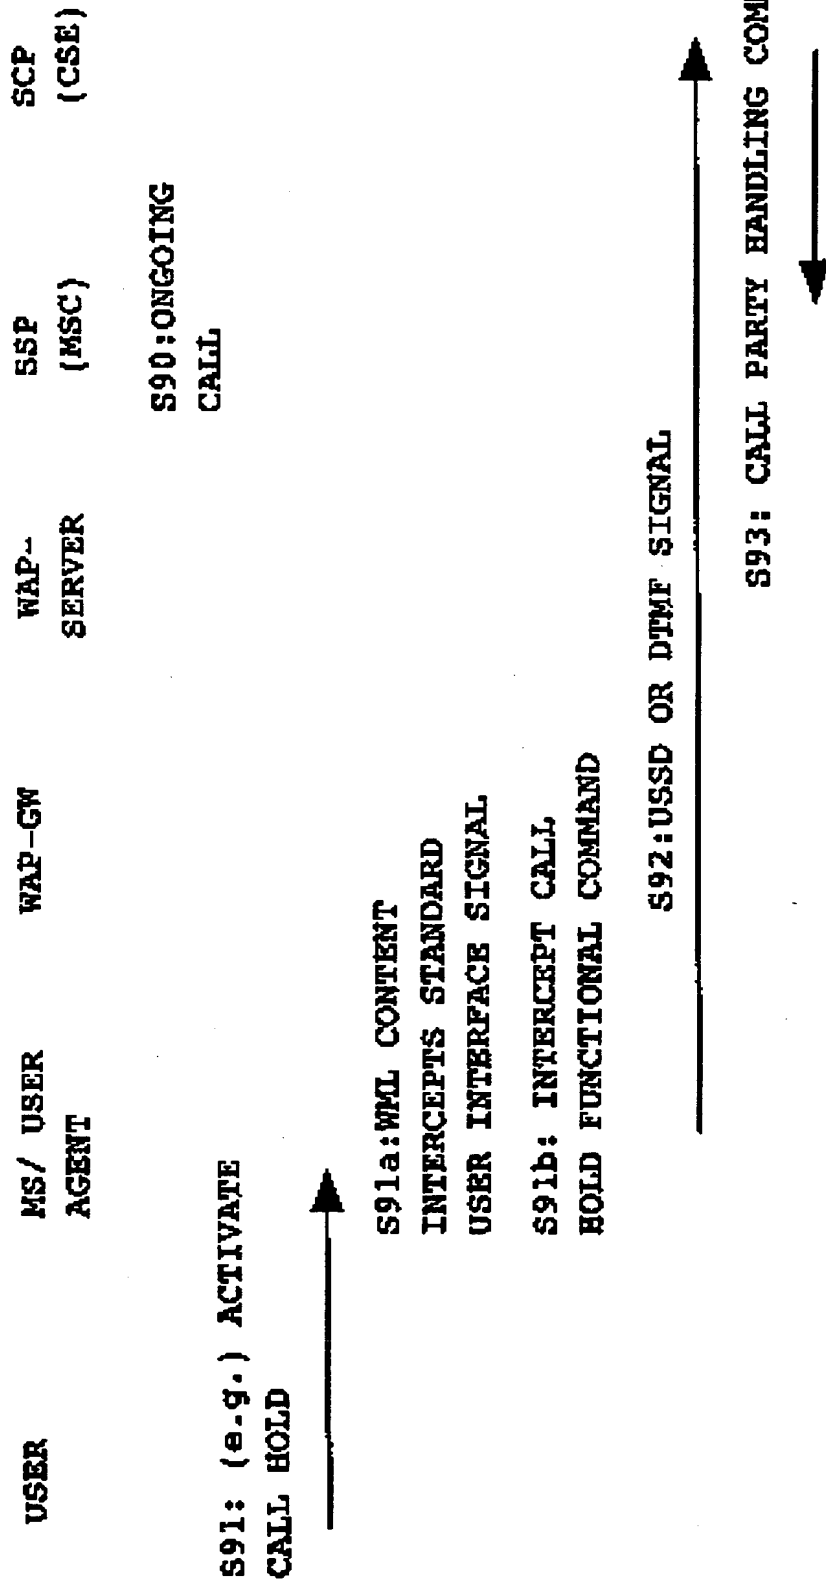 USER
MS/ USER
AGENT
WAP-GW
WAP-
SERVER
SSP
(MSC)
SCP
(CSE)
S90:ONGOING
CALL
S91: (e.g.) ACTIVATE
CALL HOLD
S91a:WML CONTENT
INTERCEPTS STANDARD
USER INTERFACE SIGNAL
S91b: INTERCEPT CALL
HOLD FUNCTIONAL COMMAND
S92:USSD OR DTMF SIGNAL
S93: CALL PARTY HANDLING COM